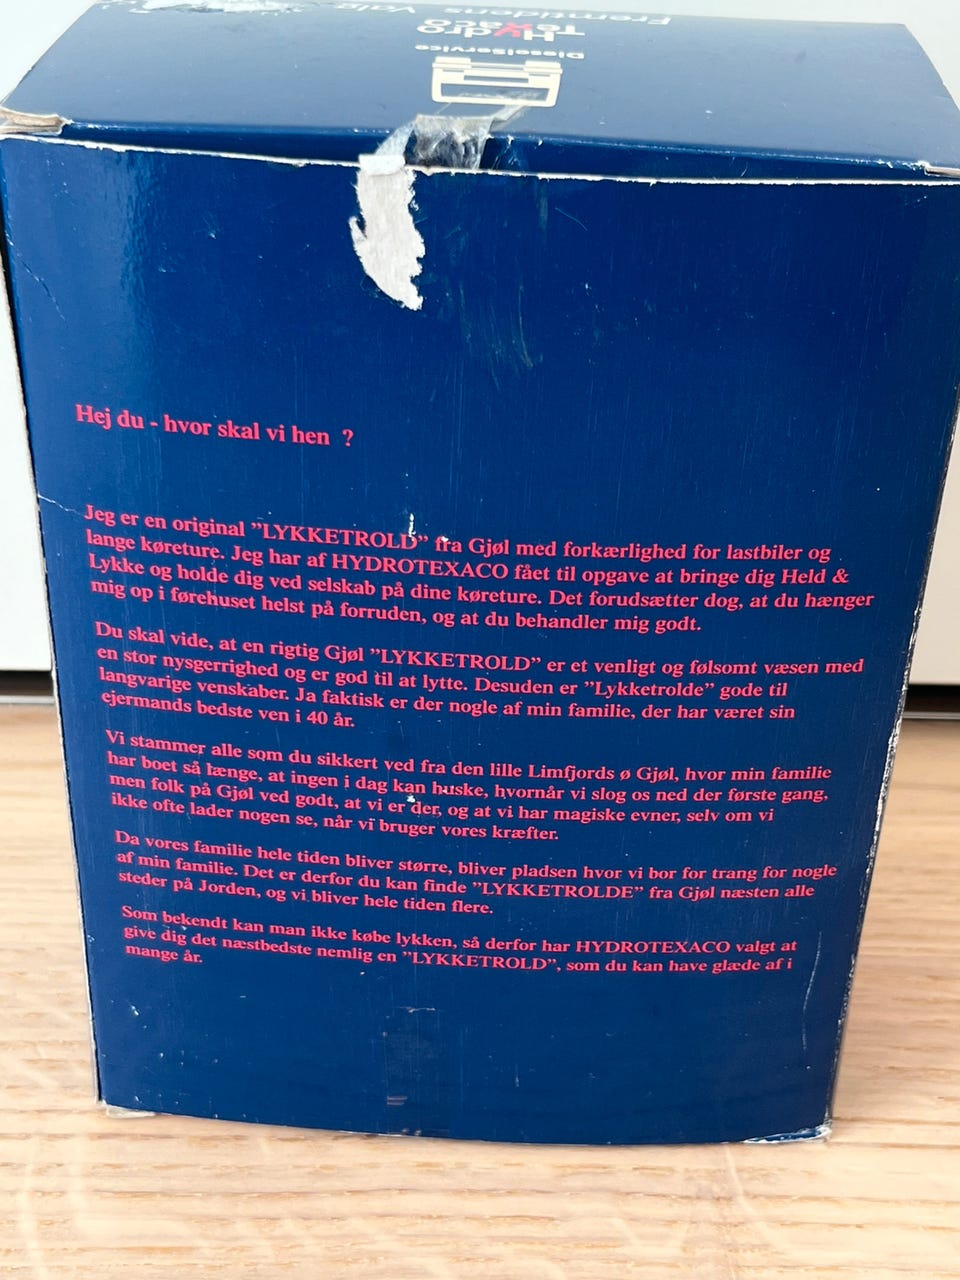 Fremtidens Valg
Hydro
Texaco
DieselService
Hej du - hvor skal vi hen ?
Jeg er en original ”LYKKETROLD” fra Gjøl med forkærlighed for lastbiler og
lange køreture. Jeg har af HYDROTEXACO fået til opgave at bringe dig Held &
Lykke og holde dig ved selskab på dine køreture. Det forudsætter dog, at du hænger
mig op i førehuset helst på forruden, og at du behandler mig godt.
Du skal vide, at en rigtig Gjøl ”LYKKETROLD” er et venligt og følsomt væsen med
en stor nysgerrighed og er god til at lytte. Desuden er ”Lykketrolde” gode til
langvarige venskaber. Ja faktisk er der nogle af min familie, der har været sin
ejermands bedste ven i 40 år.
Vi stammer alle som du sikkert ved fra den lille Limfjords ø Gjøl, hvor min familie
har boet så længe, at ingen i dag kan huske, hvornår vi slog os ned der første gang,
men folk på Gjøl ved godt, at vi er der, og at vi har magiske evner, selv om vi
ikke ofte lader nogen se, når vi bruger vores kræfter.
Da vores familie hele tiden bliver større, bliver pladsen hvor vi bor for trang for nogle
af min familie. Det er derfor du kan finde ”LYKKETROLDE” fra Gjøl næsten alle
steder på Jorden, og vi bliver hele tiden flere.
Som bekendt kan man ikke købe lykken, så derfor har HYDROTEXACO valgt at
give dig det næstbedste nemlig en ”LYKKETROLD”, som du kan have glæde af i
mange år.